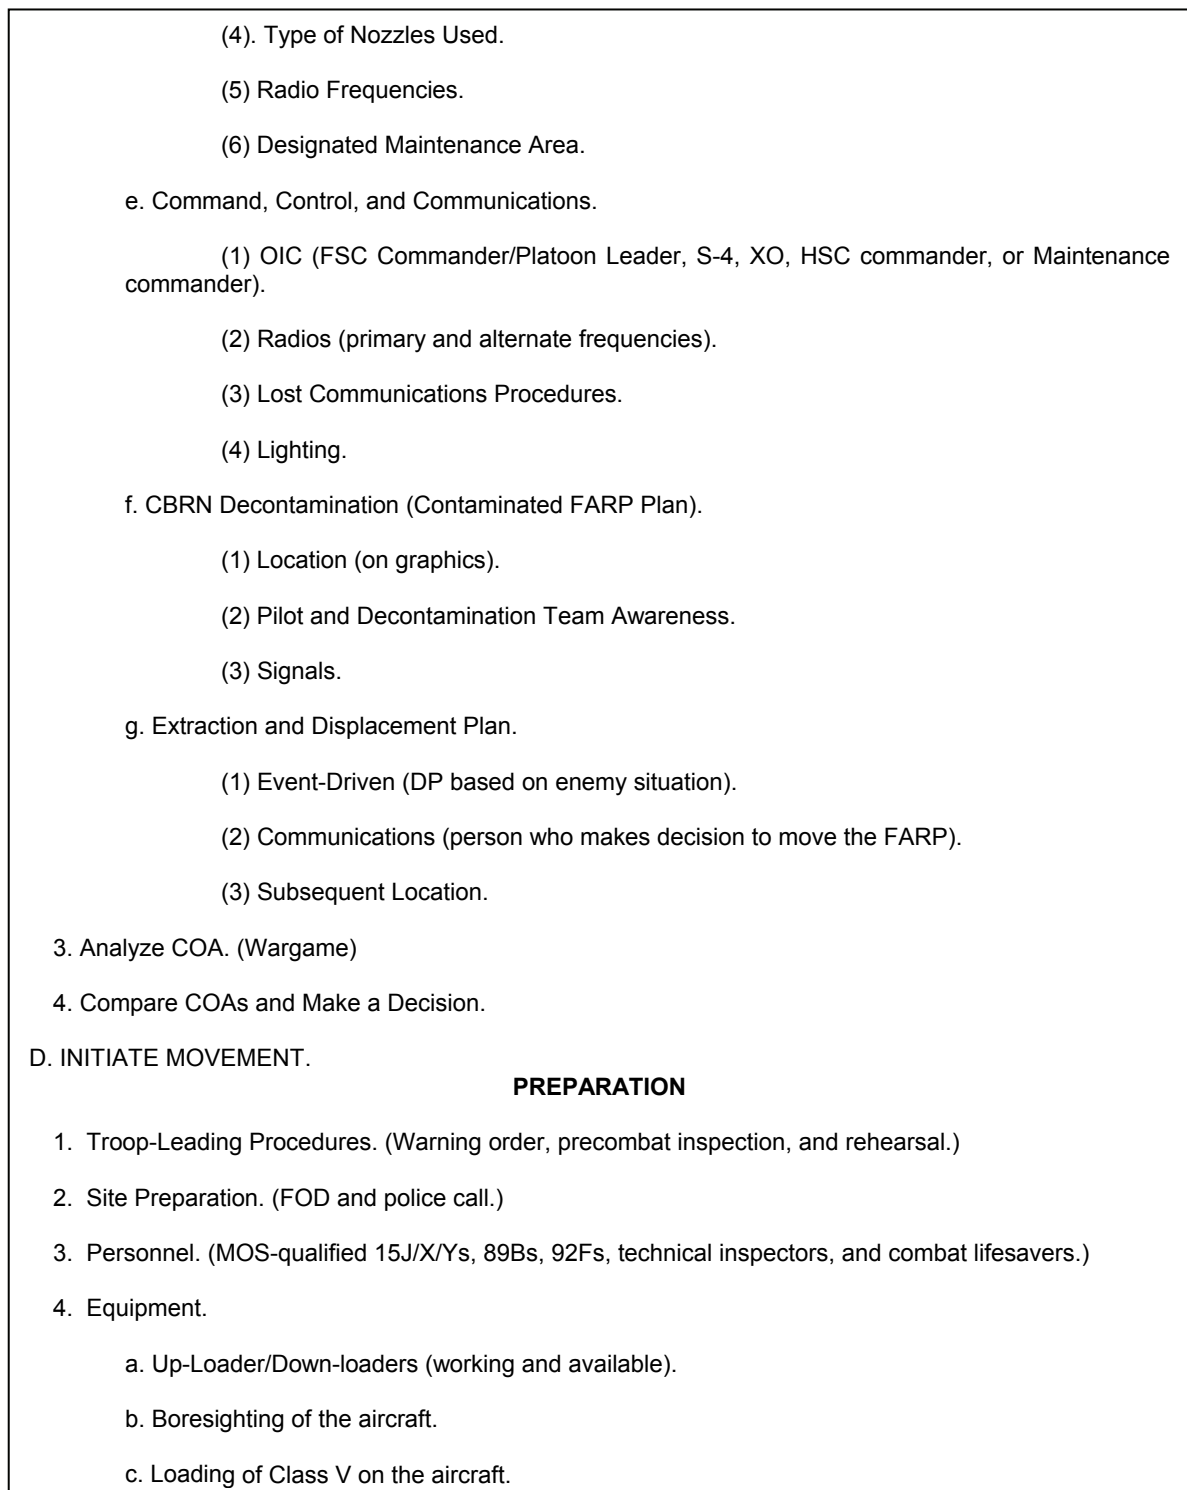 (4). Type of Nozzles Used.
(5) Radio Frequencies.
(6) Designated Maintenance Area.
e. Command, Control, and Communications.
(1) OIC (FSC Commander/Platoon Leader, S-4, XO, HSC commander, or Maintenance
commander).
(2) Radios (primary and alternate frequencies).
(3) Lost Communications Procedures.
(4) Lighting.
f. CBRN Decontamination (Contaminated FARP Plan).
(1) Location (on graphics).
(2) Pilot and Decontamination Team Awareness.
(3) Signals.
g. Extraction and Displacement Plan.
(1) Event-Driven (DP based on enemy situation).
(2) Communications (person who makes decision to move the FARP).
(3) Subsequent Location.
3. Analyze COA. (Wargame)
4. Compare COAs and Make a Decision.
D. INITIATE MOVEMENT.
PREPARATION
1. Troop-Leading Procedures. (Warning order, precombat inspection, and rehearsal.)
2. Site Preparation. (FOD and police call.)
3. Personnel. (MOS-qualified 15J/X/Ys, 89Bs, 92Fs, technical inspectors, and combat lifesavers.)
4. Equipment.
a. Up-Loader/Down-loaders (working and available).
b. Boresighting of the aircraft.
c. Loading of Class V on the aircraft.